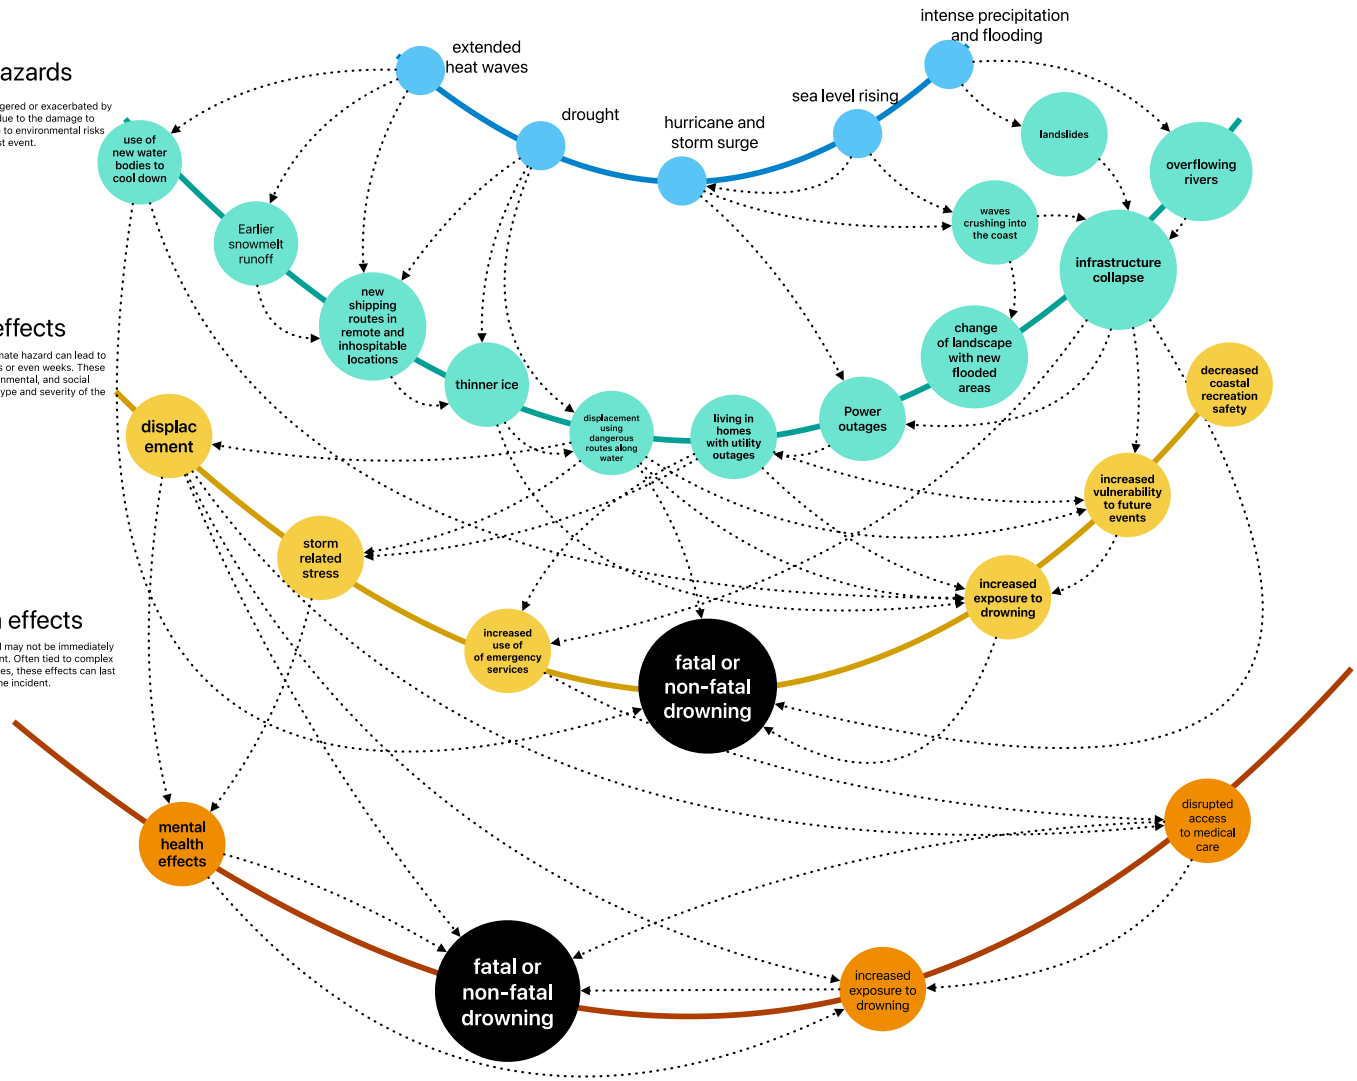 intense precipitation
and flooding
extended
heat waves
sea level rising
drought
hurricane and
storm surge
azards
gered or exacerbated by
due to the damage to
e to environmental risks
st event.
use of
new water
bodies to
cool down
landslides
overflowing
rivers
Earlier
snowmelt
runoff
waves
crushing into
the coast
infrastructure
collapse
new
shipping
routes in
remote and
inhospitable
locations
effects
mate hazard can lead to
s or even weeks. These
nmental, and social
ype and severity of the
change
of landscape
with new
flooded
areas
thinner ice
decreased
coastal
recreation
safety
displac
ement
displacement
using
dangerous
routes along
water
living in
homes
with utility
outages
Power
outages
increased
vulnerability
to future
events
storm
related
stress
increased
exposure to
drowning
n effects
l may not be immediately
nt. Often tied to complex
es, these effects can last
he incident.
increased
use of
of emergency
services
fatal or
non-fatal
drowning
mental
health
effects
disrupted
access
to medical
care
fatal or
non-fatal
drowning
increased
exposure to
drowning